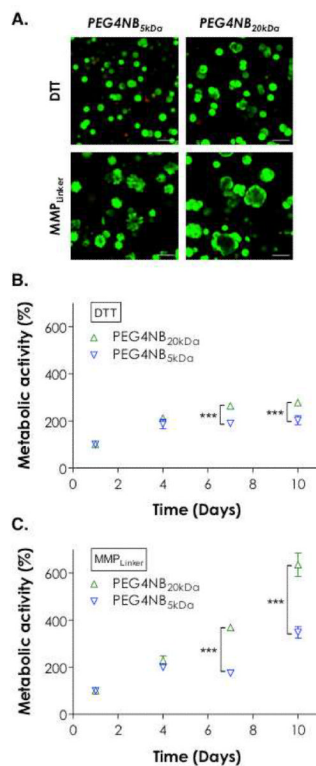 A.
PEG4NB5kDa PEG4NB20kDa
DTT
MMPLinker
B.
Metabolic activity (%)
600
400
200
0
DTT
PEG4NB20kDa
PEG4NB5kDa
*** ***
0 2 4 6 8 10
Time (Days)
C.
Metabolic activity (%)
600
400
200
0
MMPLinker
PEG4NB20kDa
PEG4NB5kDa
***
***
0 2 4 6 8 10
Time (Days)